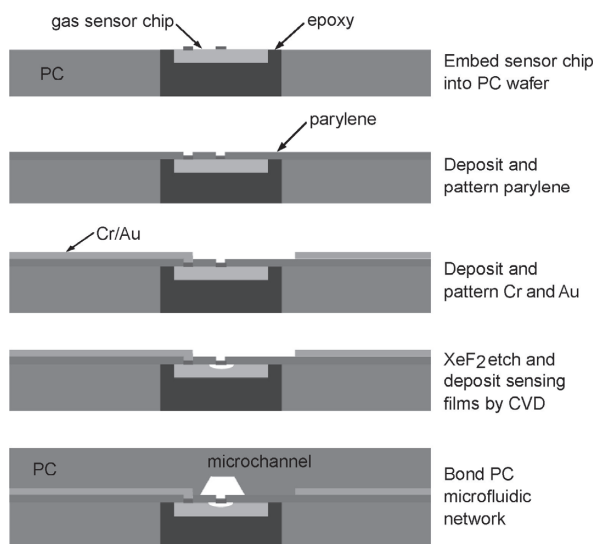 gas sensor chip
epoxy
PC
Embed sensor chip
into PC wafer
parylene
Deposit and
pattern parylene
Cr/Au
Deposit and
pattern Cr and Au
XeF2 etch and
deposit sensing
films by CVD
PC
microchannel
Bond PC
microfluidic
network